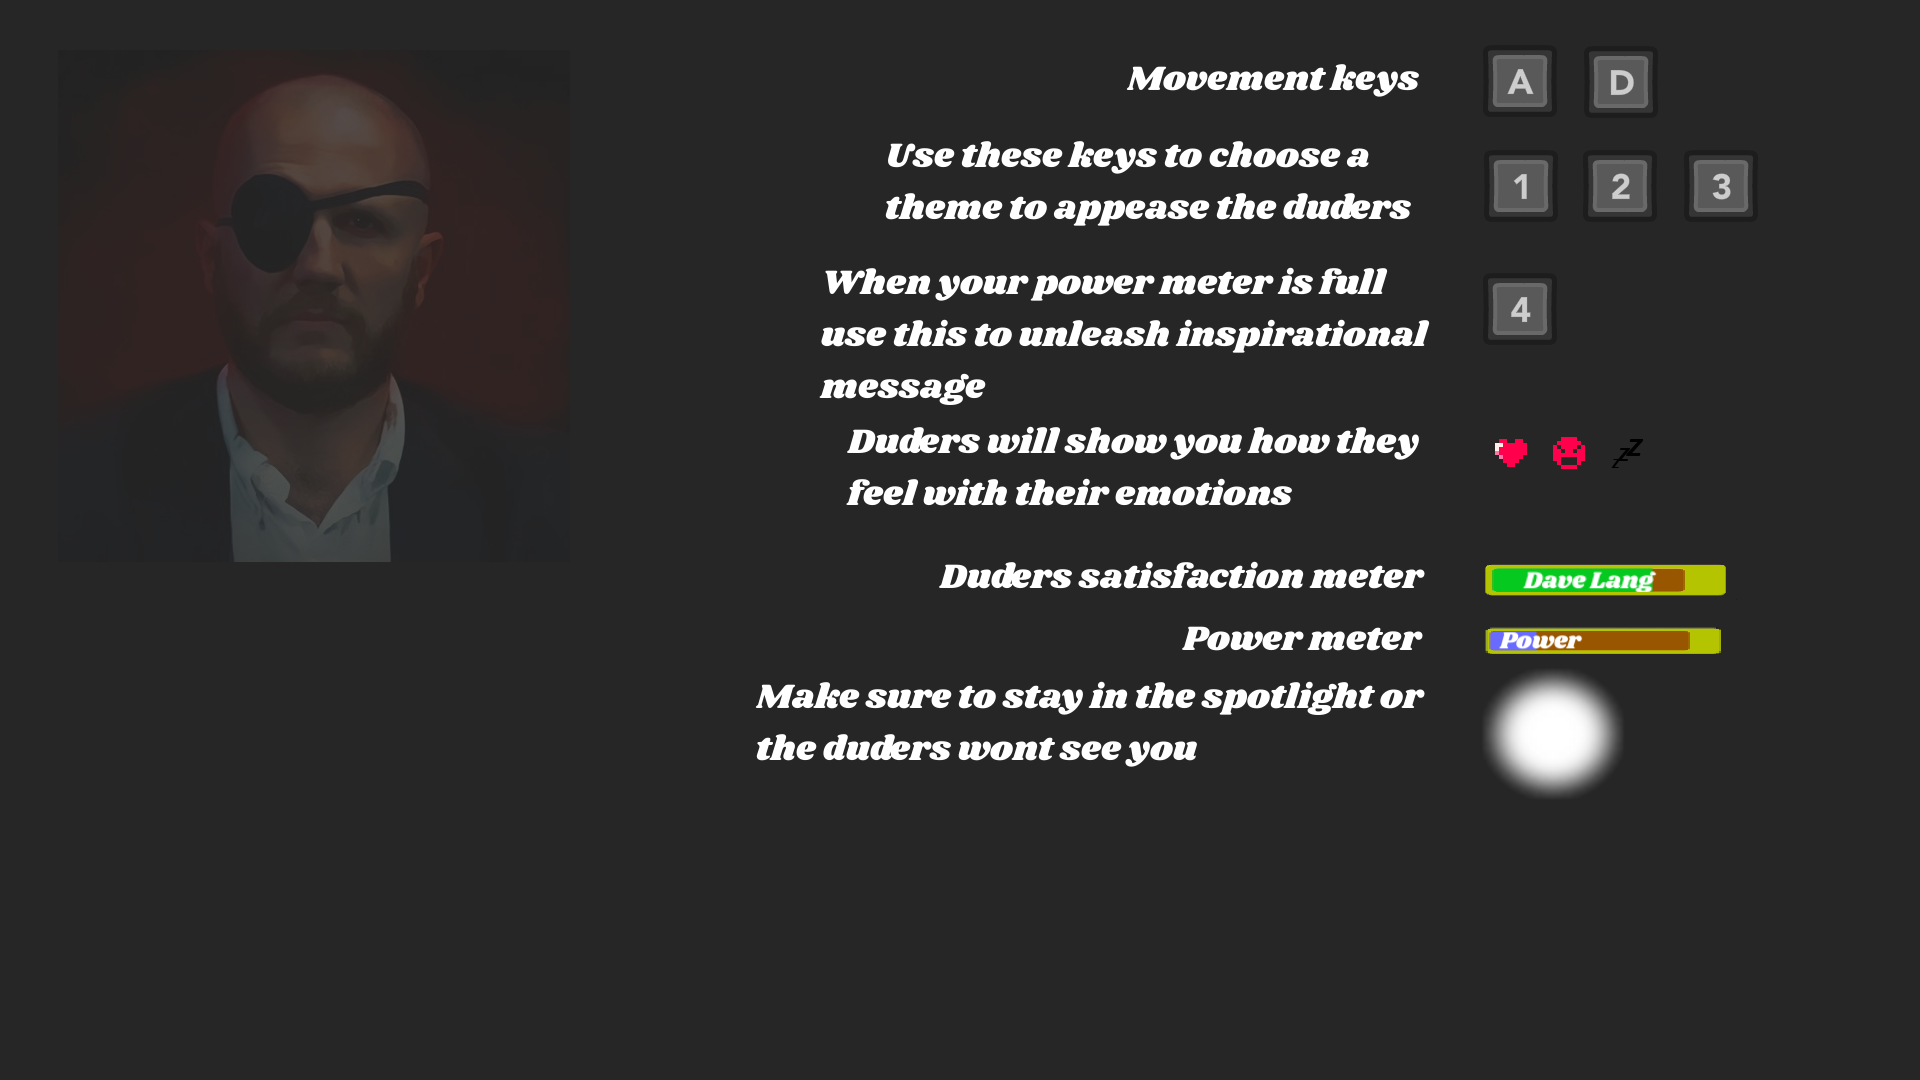 Movement keys
A D
Use these keys to choose a
theme to appease the duders
1 2 3
When your power meter is full
use this to unleash inspirational
message
4
Duders will show you how they
feel with their emotions
zZ
Duders satisfaction meter
Dave Lang
Power meter
Power
Make sure to stay in the spotlight or
the duders wont see you